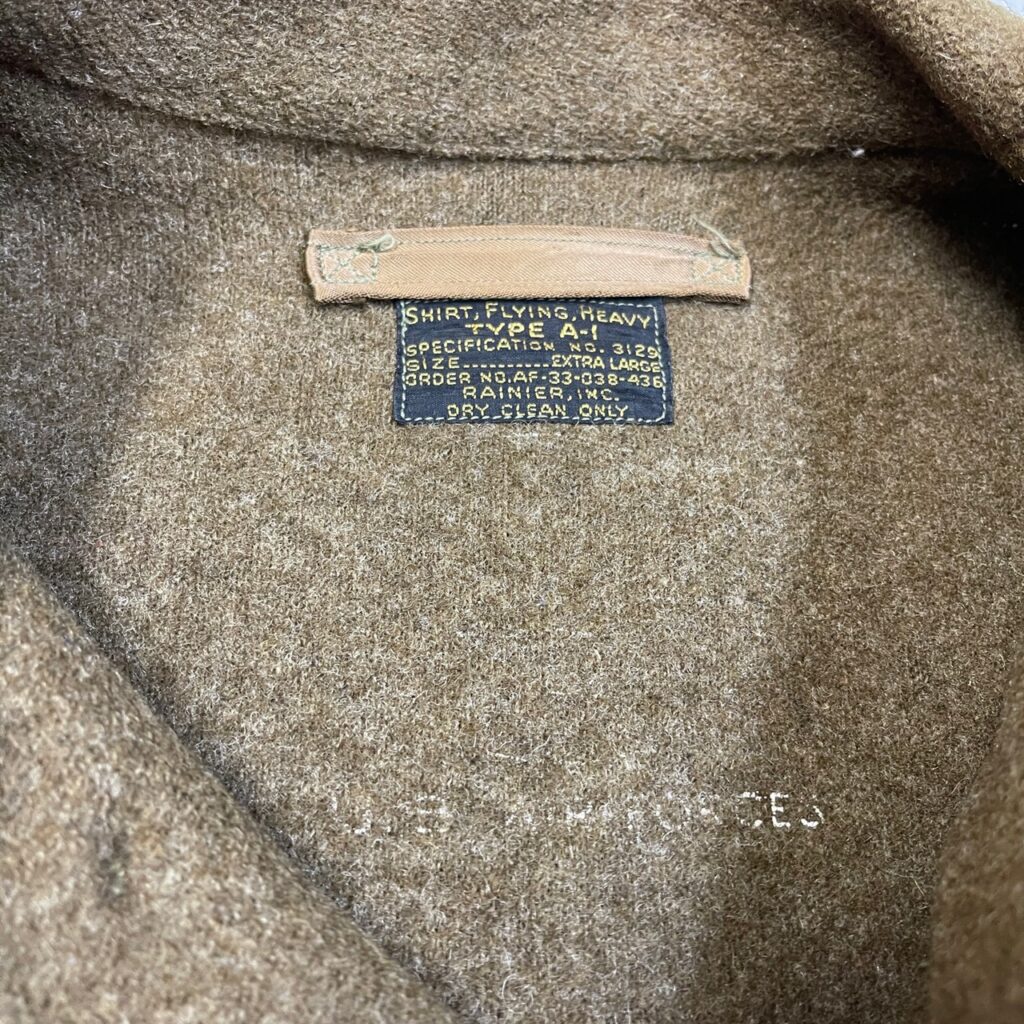 SHIRT, FLYING, HEAVY
TYPE A-1
SPECIFICATION NO. 3129
SIZE.........EXTRA LARGE
ORDER NO. AF-33-038-436
RAINIER, INC.
DRY CLEAN ONLY
U.S. FORCES